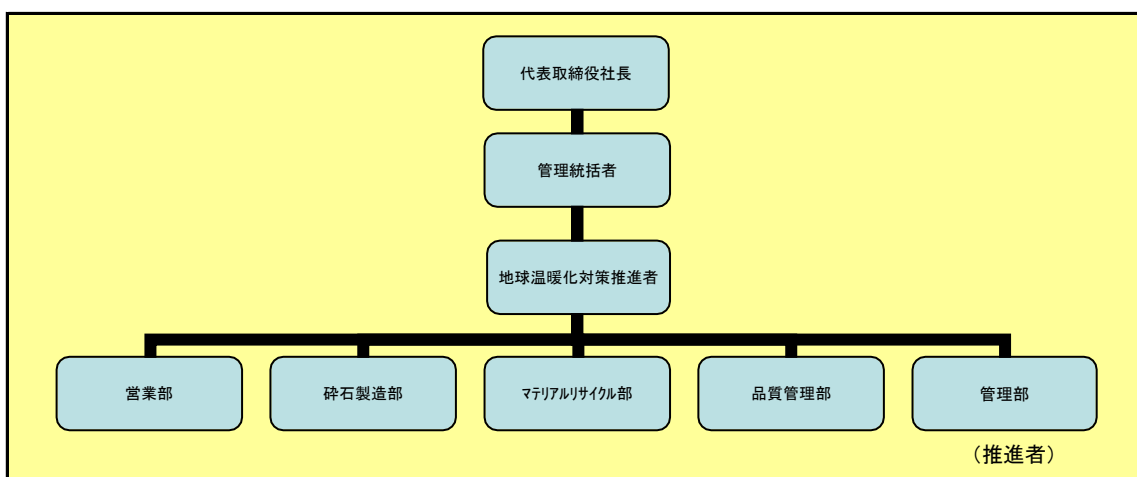 代表取締役社長
管理統括者
地球温暖化対策推進者
営業部
砕石製造部
ﾏﾃﾘｱﾙﾘｻｲｸﾙ部
品質管理部
管理部
（推進者）